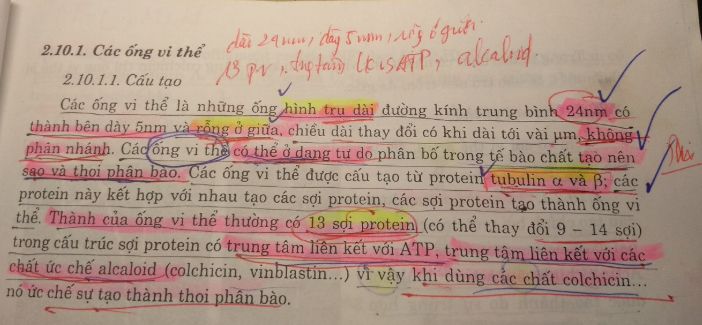 dài 24nm, dày 5nm, rỗng ở giữa.
2.10.1. Các ống vi thể
13 pr, trg tâm lk vs ATP, alcaloid.
2.10.1.1. Cấu tạo
Các ống vi thể là những ống hình trụ dài đường kính trung bình 24nm có
thành bên dày 5nm và rỗng ở giữa, chiều dài thay đổi có khi dài tới vài μm, không
phân nhánh. Các ống vi thể có thể ở dạng tự do phân bố trong tế bào chất tạo nên
sao và thoi phân bào. Các ống vi thể được cấu tạo từ protein tubulin α và β; các
protein này kết hợp với nhau tạo các sợi protein, các sợi protein tạo thành ống vi
thể. Thành của ống vi thể thường có 13 sợi protein (có thể thay đổi 9 – 14 sợi)
trong cấu trúc sợi protein có trung tâm liên kết với ATP, trung tâm liên kết với các
chất ức chế alcaloid (colchicin, vinblastin...) vì vậy khi dùng các chất colchicin...
nó ức chế sự tạo thành thoi phân bào.